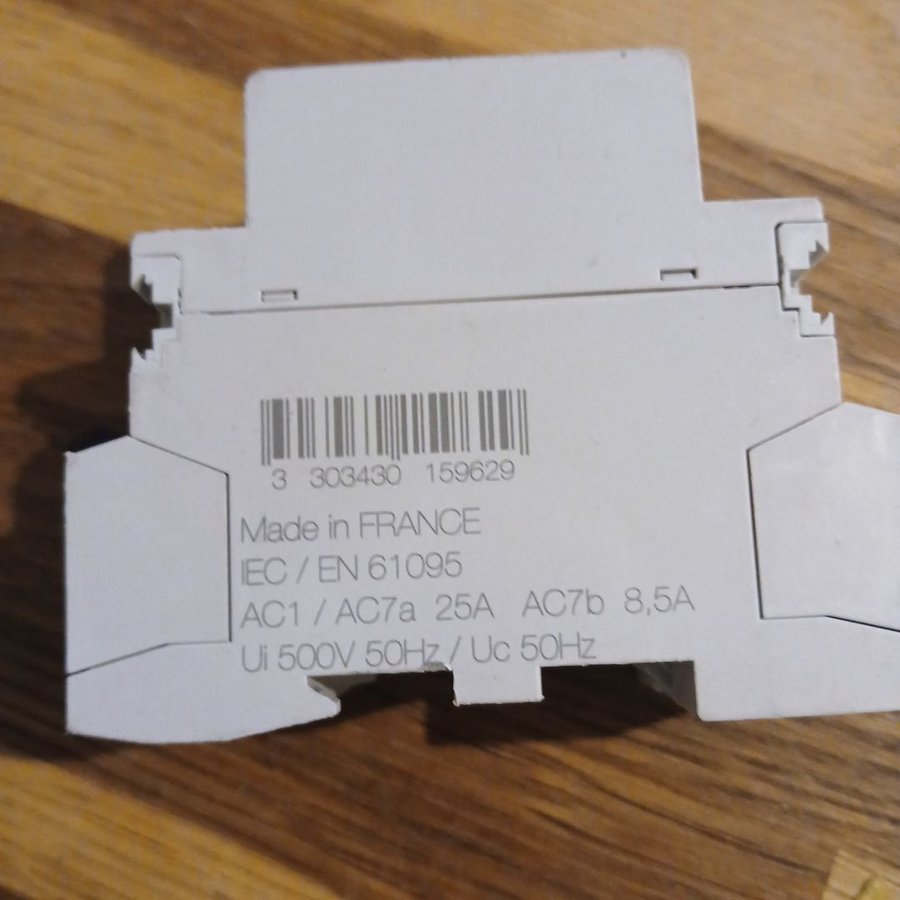 3 303430 159629
Made in FRANCE
IEC / EN 61095
AC1 / AC7a 25A AC7b 8,5A
Ui 500V 50Hz / Uc 50Hz